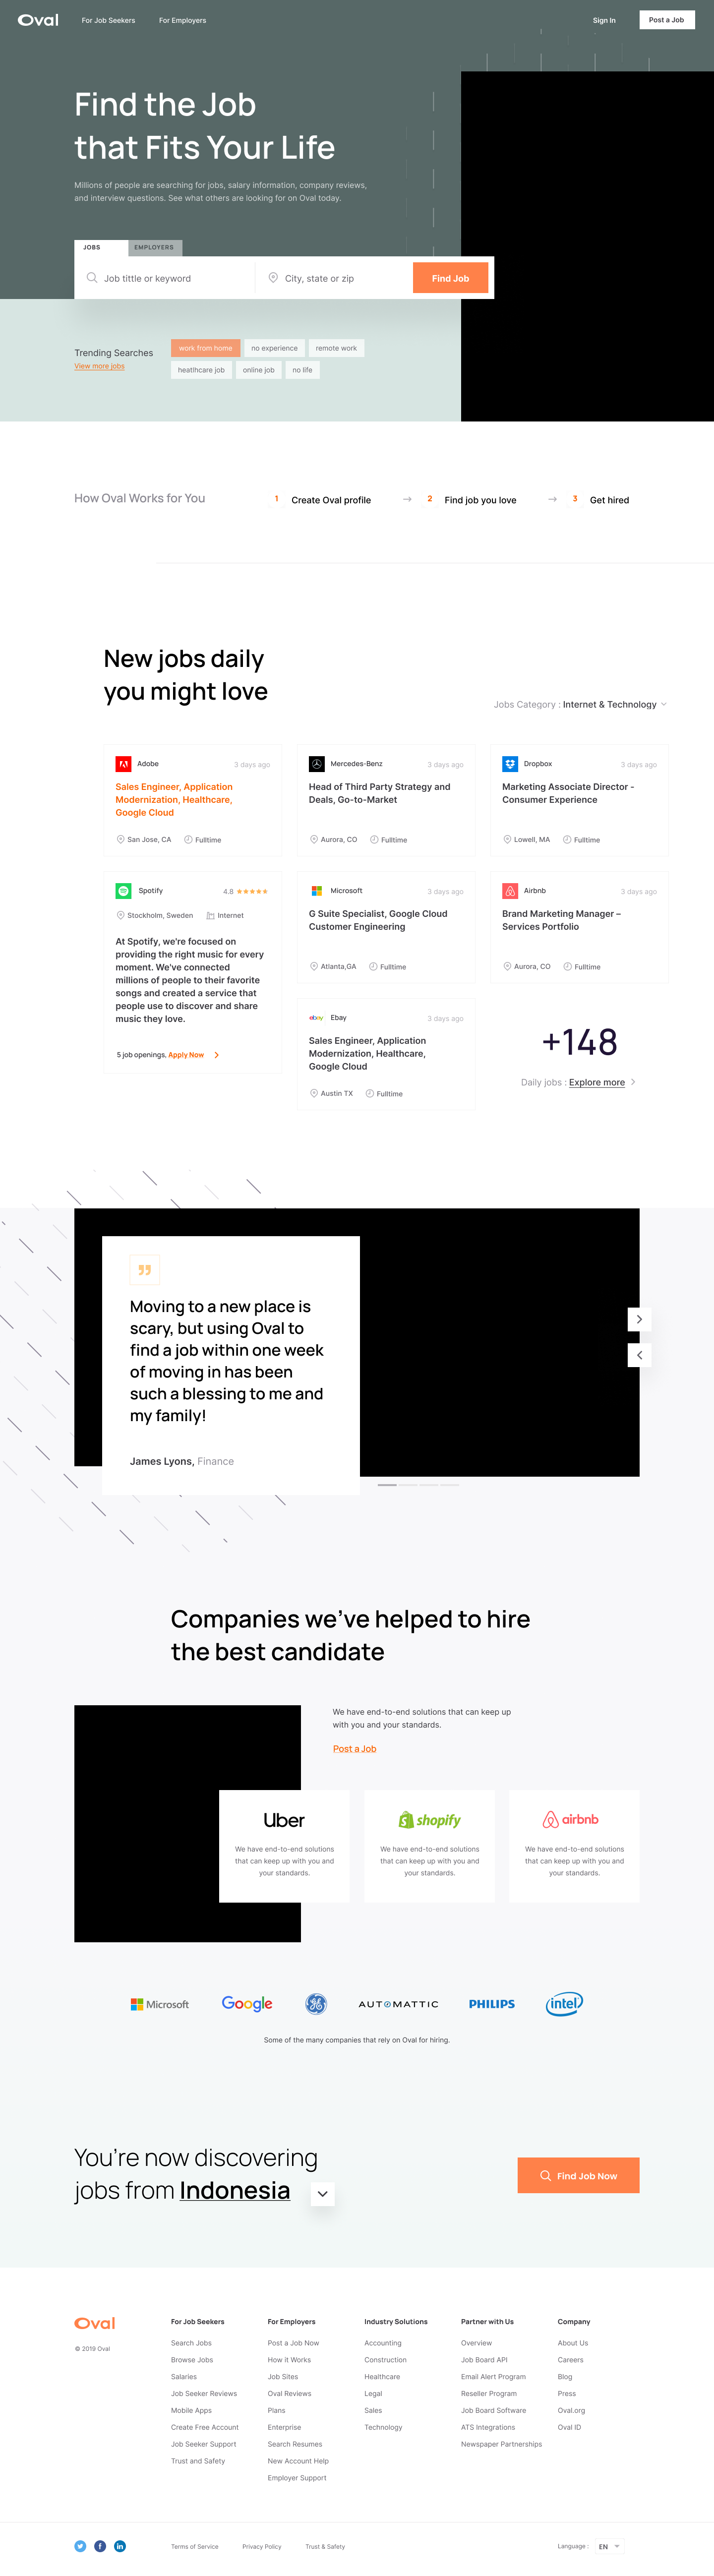 Oval
For Job Seekers
For Employers
Sign In
Post a Job
Find the Job
that Fits Your Life
Millions of people are searching for jobs, salary information, company reviews,
and interview questions. See what others are looking for on Oval today.
JOBS
EMPLOYERS
Job tittle or keyword
City, state or zip
Find Job
Trending Searches
View more jobs
work from home
no experience
remote work
heatlhcare job
online job
no life
How Oval Works for You
1 Create Oval profile
2 Find job you love
3 Get hired
New jobs daily
you might love
Jobs Category : Internet & Technology
Adobe
3 days ago
Sales Engineer, Application
Modernization, Healthcare,
Google Cloud
San Jose, CA
Fulltime
Mercedes-Benz
3 days ago
Head of Third Party Strategy and
Deals, Go-to-Market
Aurora, CO
Fulltime
Dropbox
3 days ago
Marketing Associate Director -
Consumer Experience
Lowell, MA
Fulltime
Spotify
4.8
Stockholm, Sweden
Internet
At Spotify, we're focused on
providing the right music for every
moment. We've connected
millions of people to their favorite
songs and created a service that
people use to discover and share
music they love.
5 job openings, Apply Now
Microsoft
3 days ago
G Suite Specialist, Google Cloud
Customer Engineering
Atlanta,GA
Fulltime
Airbnb
3 days ago
Brand Marketing Manager –
Services Portfolio
Aurora, CO
Fulltime
ebay
Ebay
3 days ago
Sales Engineer, Application
Modernization, Healthcare,
Google Cloud
Austin TX
Fulltime
+148
Daily jobs : Explore more
Moving to a new place is
scary, but using Oval to
find a job within one week
of moving in has been
such a blessing to me and
my family!
James Lyons, Finance
Companies we've helped to hire
the best candidate
We have end-to-end solutions that can keep up
with you and your standards.
Post a Job
Uber
We have end-to-end solutions
that can keep up with you and
your standards.
shopify
We have end-to-end solutions
that can keep up with you and
your standards.
airbnb
We have end-to-end solutions
that can keep up with you and
your standards.
Microsoft
Google
GE
AUTOMATTIC
PHILIPS
intel
Some of the many companies that rely on Oval for hiring.
You're now discovering
jobs from Indonesia
Find Job Now
Oval
© 2019 Oval
For Job Seekers
Search Jobs
Browse Jobs
Salaries
Job Seeker Reviews
Mobile Apps
Create Free Account
Job Seeker Support
Trust and Safety
For Employers
Post a Job Now
How it Works
Job Sites
Oval Reviews
Plans
Enterprise
Search Resumes
New Account Help
Employer Support
Industry Solutions
Accounting
Construction
Healthcare
Legal
Sales
Technology
Partner with Us
Overview
Job Board API
Email Alert Program
Reseller Program
Job Board Software
ATS Integrations
Newspaper Partnerships
Company
About Us
Careers
Blog
Press
Oval.org
Oval ID
Terms of Service
Privacy Policy
Trust & Safety
Language :
EN